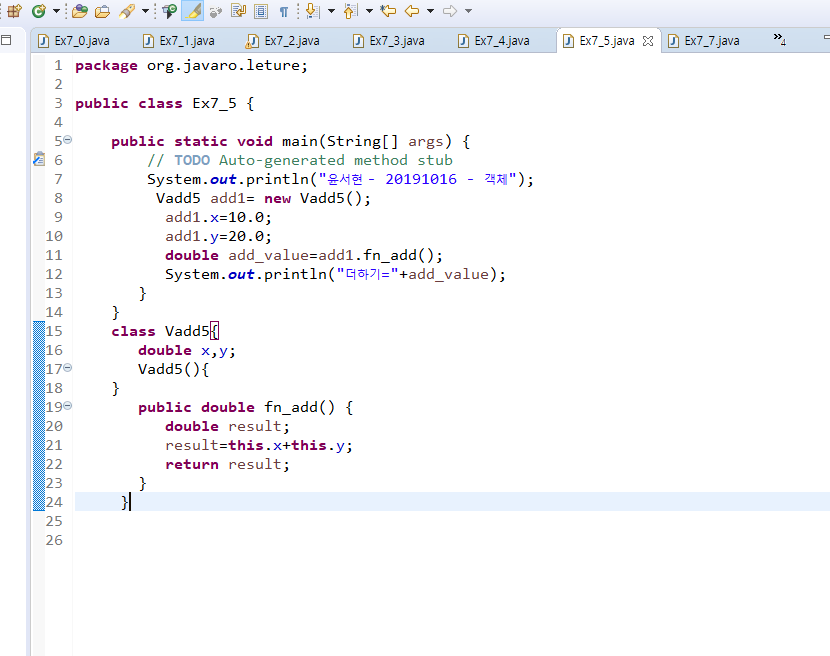 Ex7_0.java Ex7_1.java Ex7_2.java Ex7_3.java Ex7_4.java Ex7_5.java Ex7_7.java »4
1 package org.javaro.leture;
2
3 public class Ex7_5 {
4
5 public static void main(String[] args) {
6 // TODO Auto-generated method stub
7 System.out.println("윤서현 - 20191016 - 객체");
8 Vadd5 add1= new Vadd5();
9 add1.x=10.0;
10 add1.y=20.0;
11 double add_value=add1.fn_add();
12 System.out.println("더하기="+add_value);
13 }
14 }
15 class Vadd5{
16 double x,y;
17 Vadd5(){
18 }
19 public double fn_add() {
20 double result;
21 result=this.x+this.y;
22 return result;
23 }
24 }
25
26